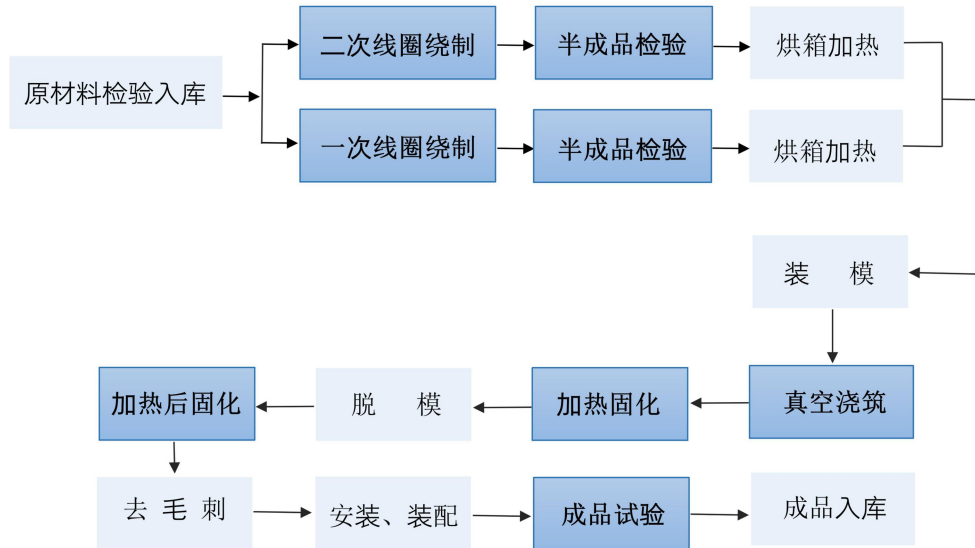 原材料检验入库
二次线圈绕制
半成品检验
烘箱加热
一次线圈绕制
半成品检验
烘箱加热
装 模
真空浇筑
加热固化
脱 模
加热后固化
去 毛 刺
安装、装配
成品试验
成品入库